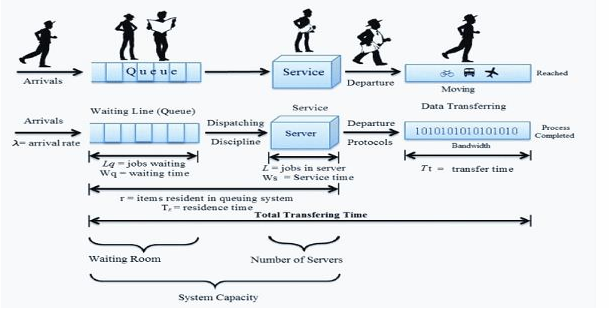 Queue
Service
Arrivals
Departure
Moving
Reached
Waiting Line (Queue)
Service
Data Transferring
Arrivals
Dispatching
Server
Departure
1010101010101010
Process
Completed
λ= arrival rate
Discipline
Protocols
Bandwidth
Lq = jobs waiting
Wq = waiting time
L = jobs in server
Ws = Service time
Tt = transfer time
r = items resident in queuing system
Tr = residence time
Total Transfering Time
Waiting Room
Number of Servers
System Capacity